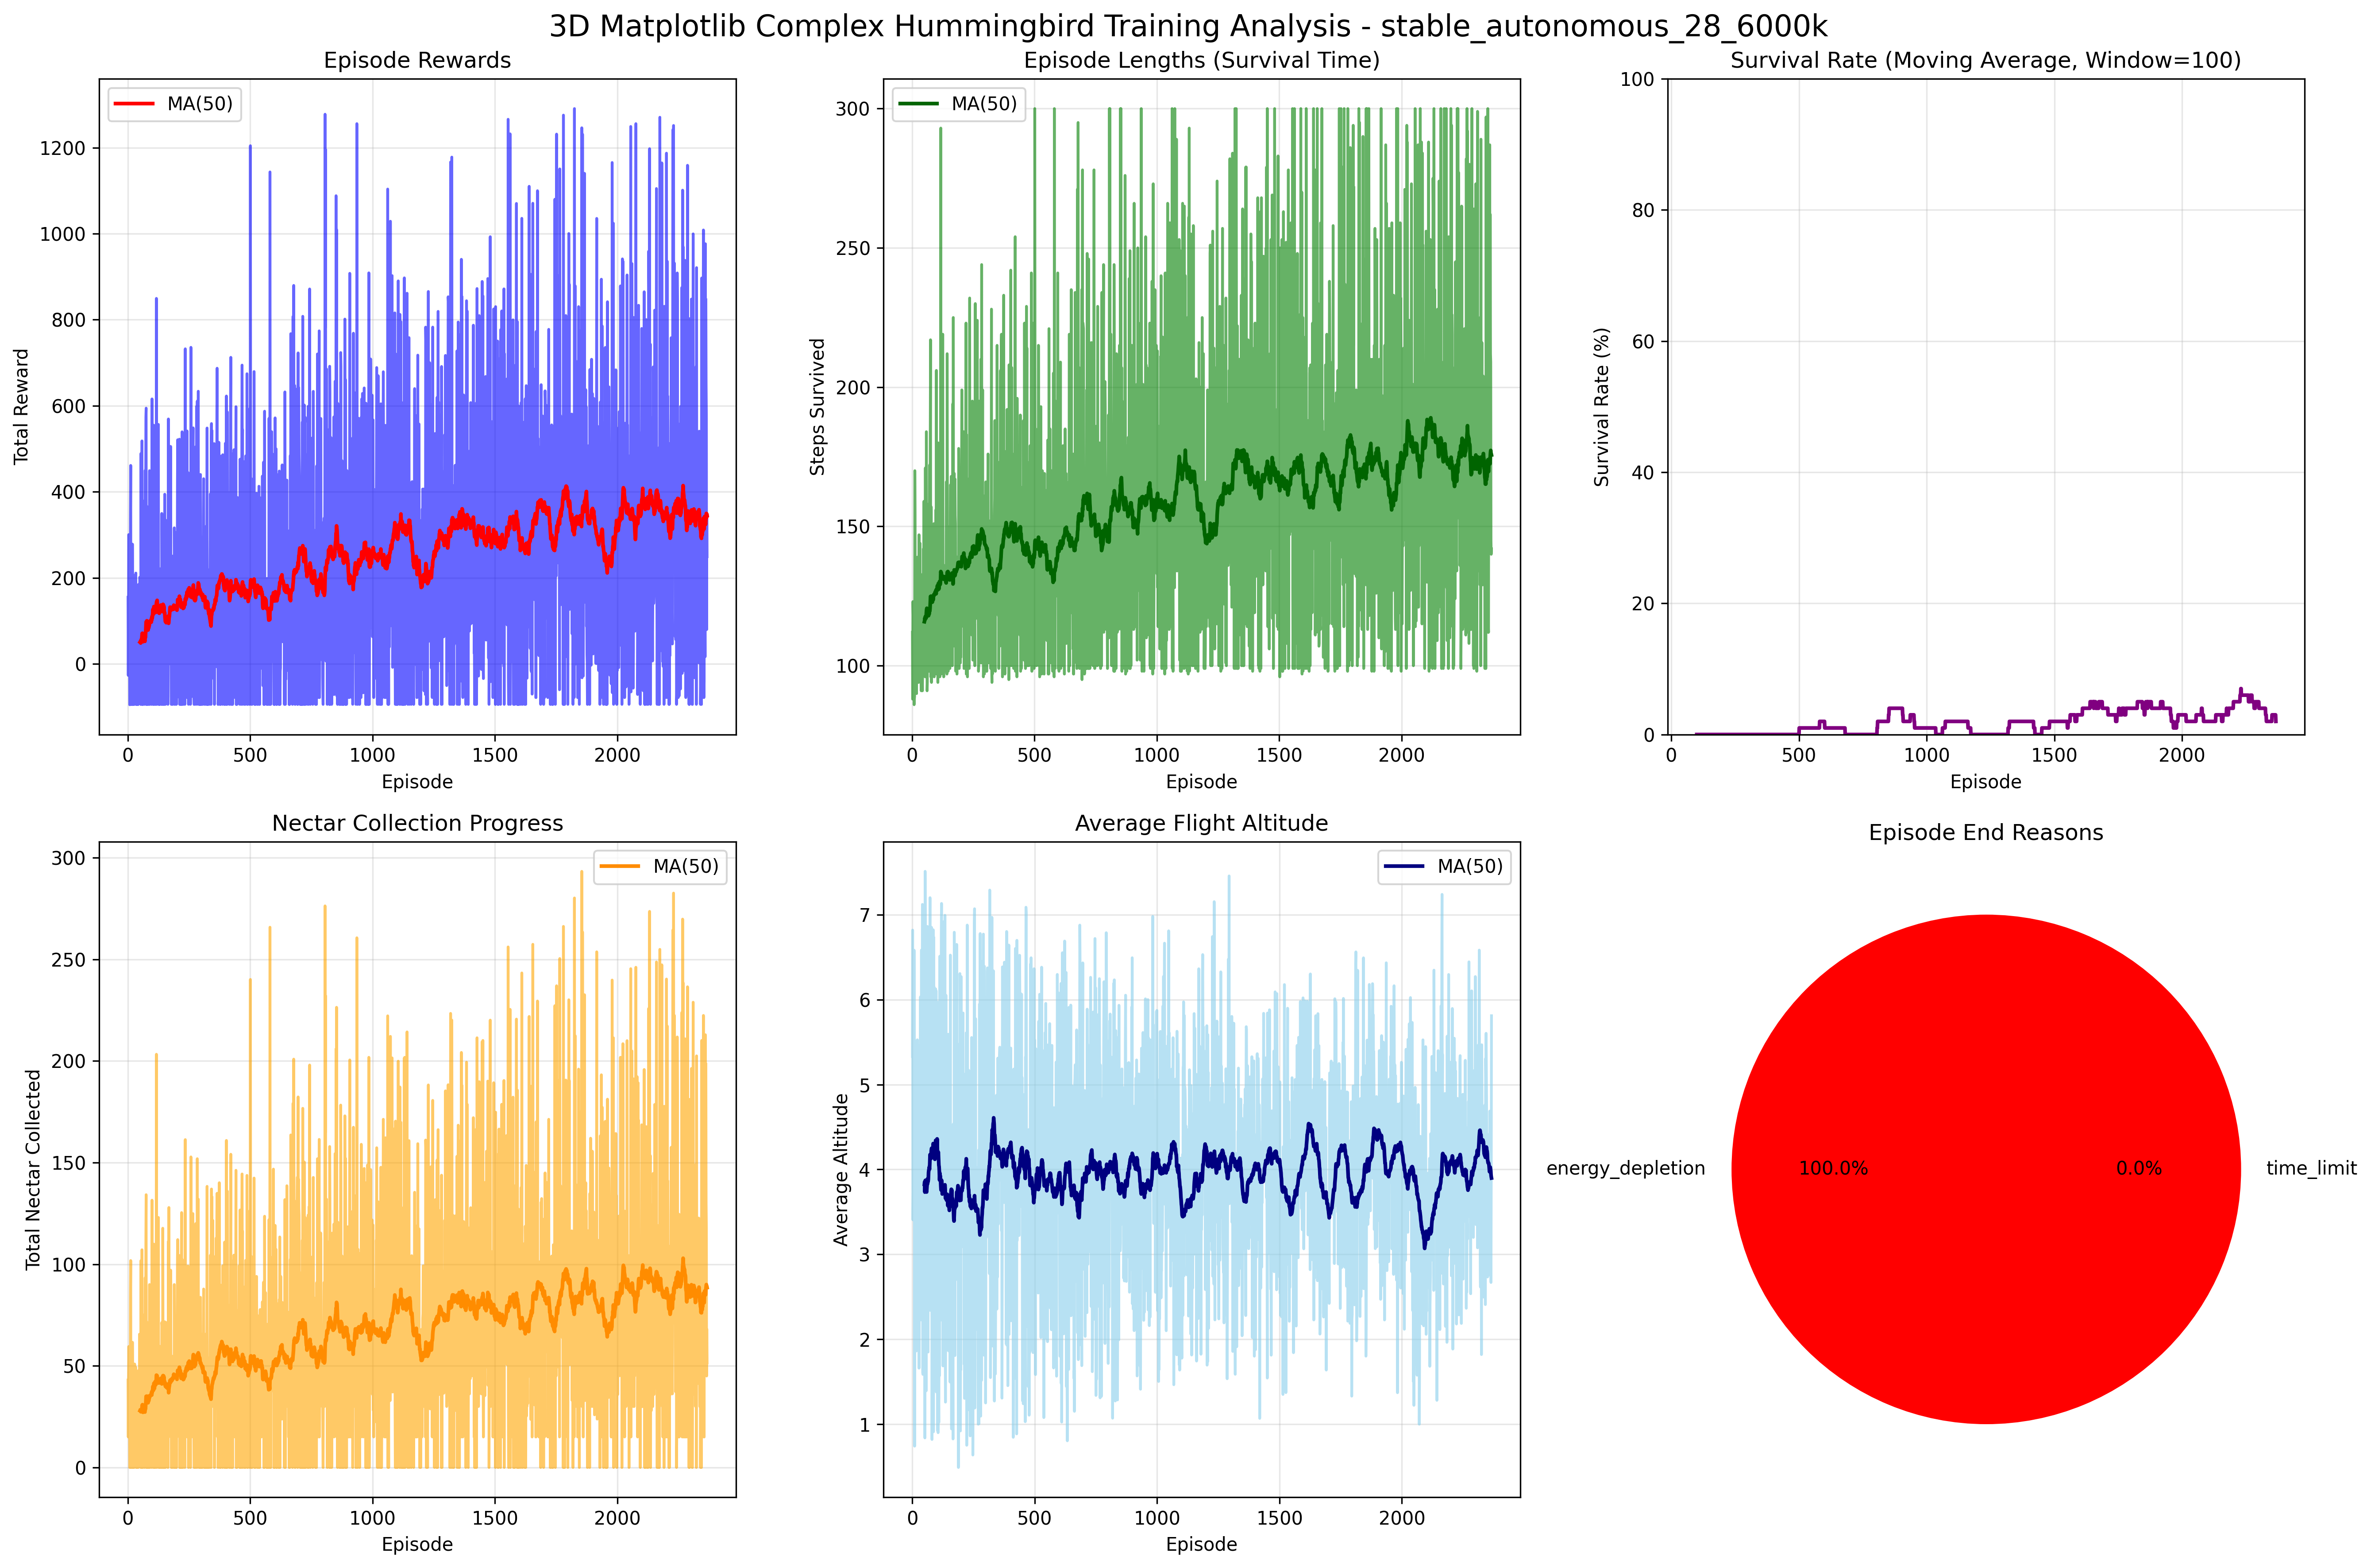 3D Matplotlib Complex Hummingbird Training Analysis - stable_autonomous_28_6000k
Episode Rewards
MA(50)
Total Reward
1200
1000
800
600
400
200
0
0 500 1000 1500 2000
Episode
Episode Lengths (Survival Time)
MA(50)
Steps Survived
300
250
200
150
100
0 500 1000 1500 2000
Episode
Survival Rate (Moving Average, Window=100)
Survival Rate (%)
100
80
60
40
20
0
0 500 1000 1500 2000
Episode
Nectar Collection Progress
MA(50)
Total Nectar Collected
300
250
200
150
100
50
0
0 500 1000 1500 2000
Episode
Average Flight Altitude
MA(50)
Average Altitude
7
6
5
4
3
2
1
0 500 1000 1500 2000
Episode
Episode End Reasons
energy_depletion 100.0% 0.0% time_limit